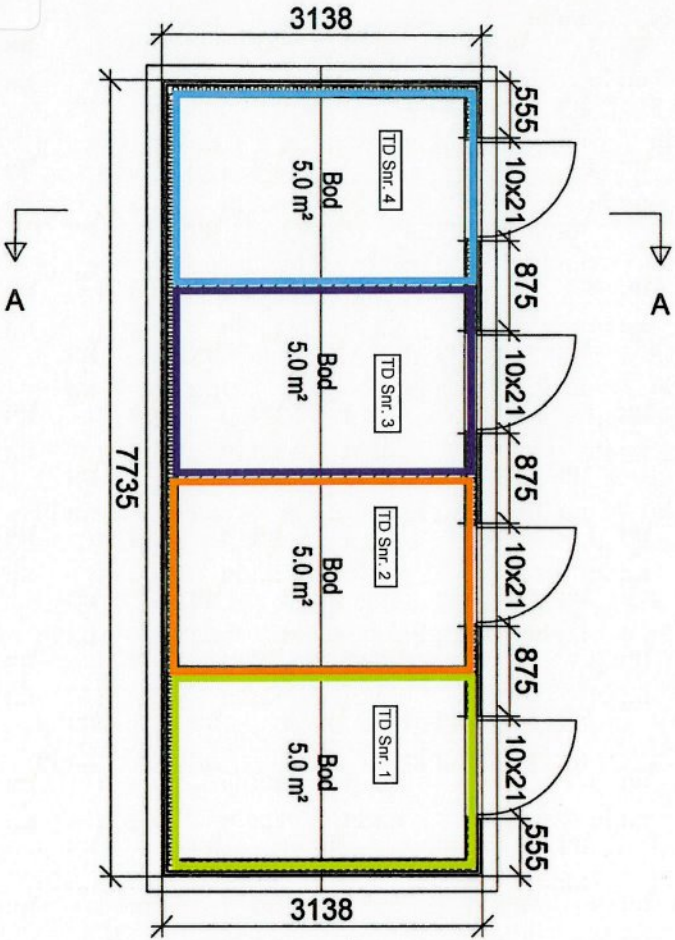 3138
555
10x21
875
10x21
875
10x21
875
10x21
555
TD Snr. 4
Bod
5.0 m²
A
A
TD Snr. 3
Bod
5.0 m²
7735
TD Snr. 2
Bod
5.0 m²
TD Snr. 1
Bod
5.0 m²
3138